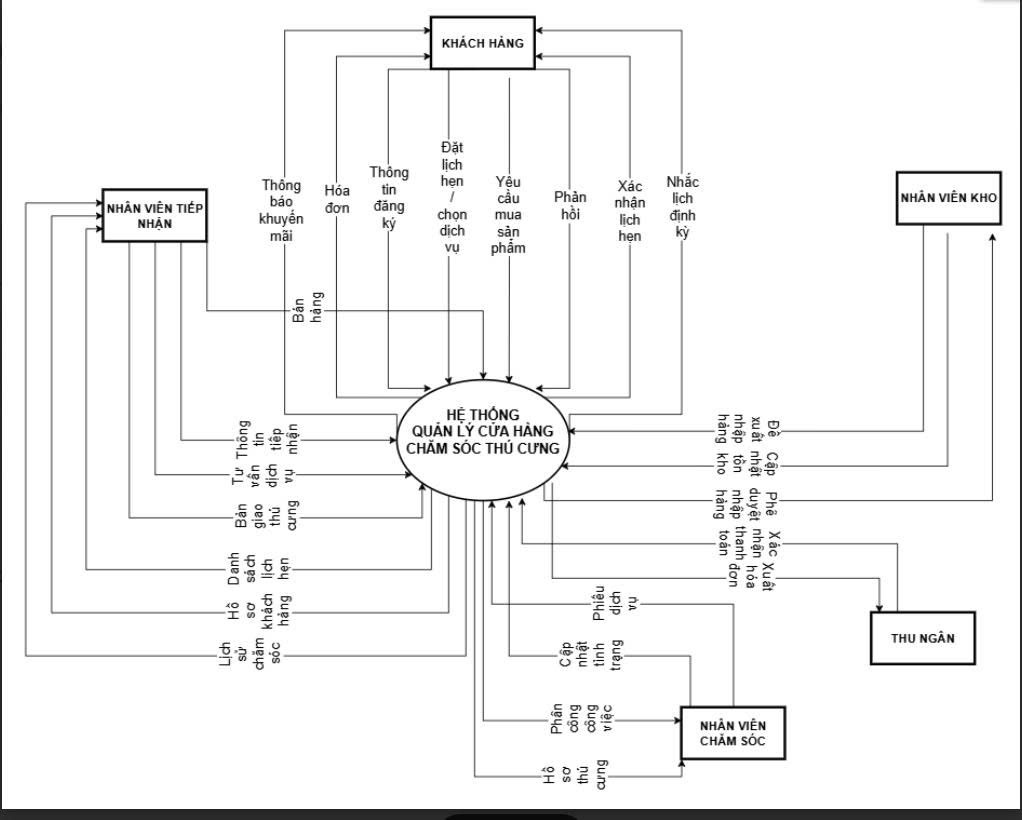 KHÁCH HÀNG
Thông
báo
khuyến
mãi
Hóa
đơn
Thông
tin
đăng
ký
Đặt
lịch
hẹn
/
chọn
dịch
vụ
Yêu
cầu
mua
sản
phẩm
Phản
hồi
Xác
nhận
lịch
hẹn
Nhắc
lịch
định
kỳ
NHÂN VIÊN TIẾP
NHẬN
NHÂN VIÊN KHO
Bán
hàng
HỆ THỐNG
QUẢN LÝ CỬA HÀNG
CHĂM SÓC THÚ CƯNG
Thông
tin
tiếp
nhận
Tư
vấn
dịch
vụ
Bàn
giao
thú
cưng
Danh
sách
lịch
hẹn
Hồ
sơ
khách
hàng
Lịch
sử
chăm
sóc
Đề
xuất
nhập
hàng
Cập
nhật
tồn
kho
Phê
duyệt
nhập
hàng
Xác
nhận
thanh
toán
Xuất
hóa
đơn
THU NGÂN
Phiếu
dịch
vụ
Cập
nhật
tình
trạng
Phân
công
công
việc
Hồ
sơ
thú
cưng
NHÂN VIÊN
CHĂM SÓC